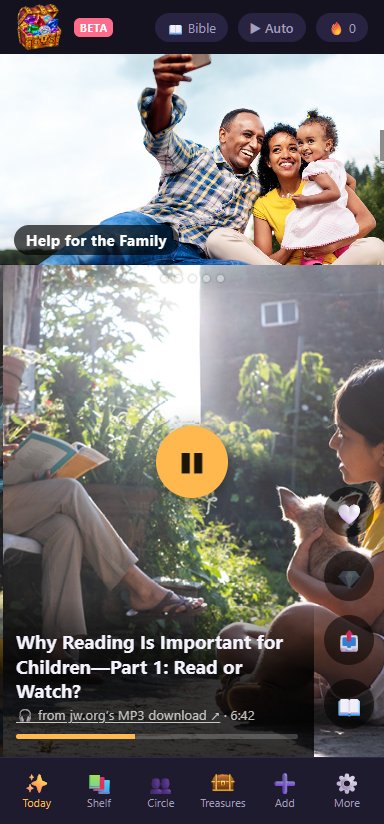 BETA
Bible
Auto
0
Help for the Family
Why Reading Is Important for
Children—Part 1: Read or
Watch?
from jw.org's MP3 download ↗ · 6:42
Today
Shelf
Circle
Treasures
Add
More